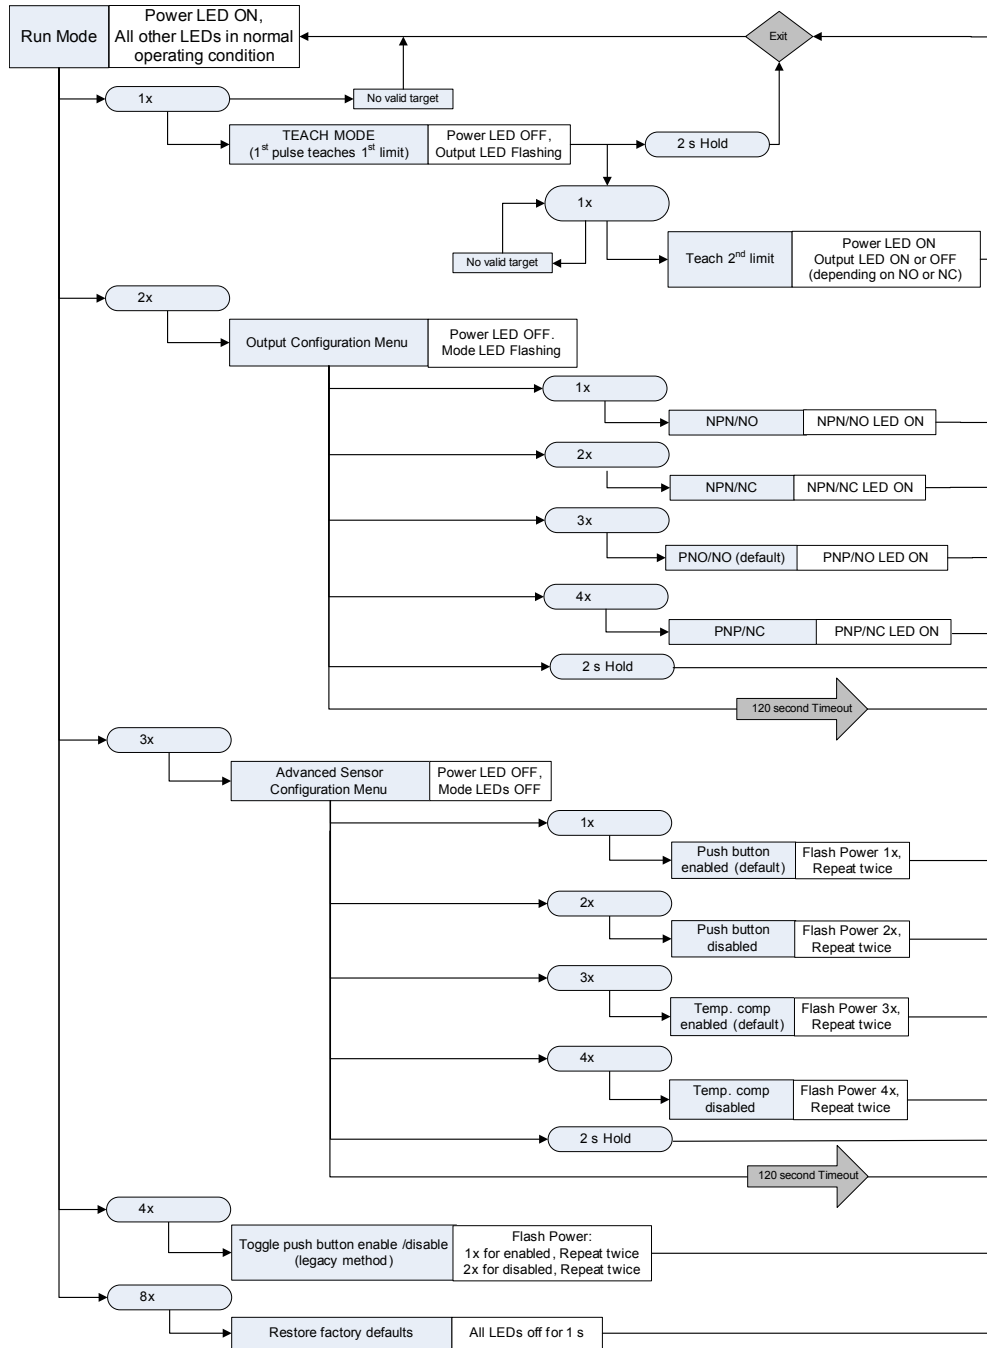 Run Mode
Power LED ON,
All other LEDs in normal
operating condition
Exit
1x
No valid target
TEACH MODE
(1st pulse teaches 1st limit)
Power LED OFF,
Output LED Flashing
2 s Hold
1x
No valid target
Teach 2nd limit
Power LED ON
Output LED ON or OFF
(depending on NO or NC)
2x
Output Configuration Menu
Power LED OFF.
Mode LED Flashing
1x
NPN/NO
NPN/NO LED ON
2x
NPN/NC
NPN/NC LED ON
3x
PNO/NO (default)
PNP/NO LED ON
4x
PNP/NC
PNP/NC LED ON
2 s Hold
120 second Timeout
3x
Advanced Sensor
Configuration Menu
Power LED OFF,
Mode LEDs OFF
1x
Push button
enabled (default)
Flash Power 1x,
Repeat twice
2x
Push button
disabled
Flash Power 2x,
Repeat twice
3x
Temp. comp
enabled (default)
Flash Power 3x,
Repeat twice
4x
Temp. comp
disabled
Flash Power 4x,
Repeat twice
2 s Hold
120 second Timeout
4x
Toggle push button enable /disable
(legacy method)
Flash Power:
1x for enabled, Repeat twice
2x for disabled, Repeat twice
8x
Restore factory defaults
All LEDs off for 1 s